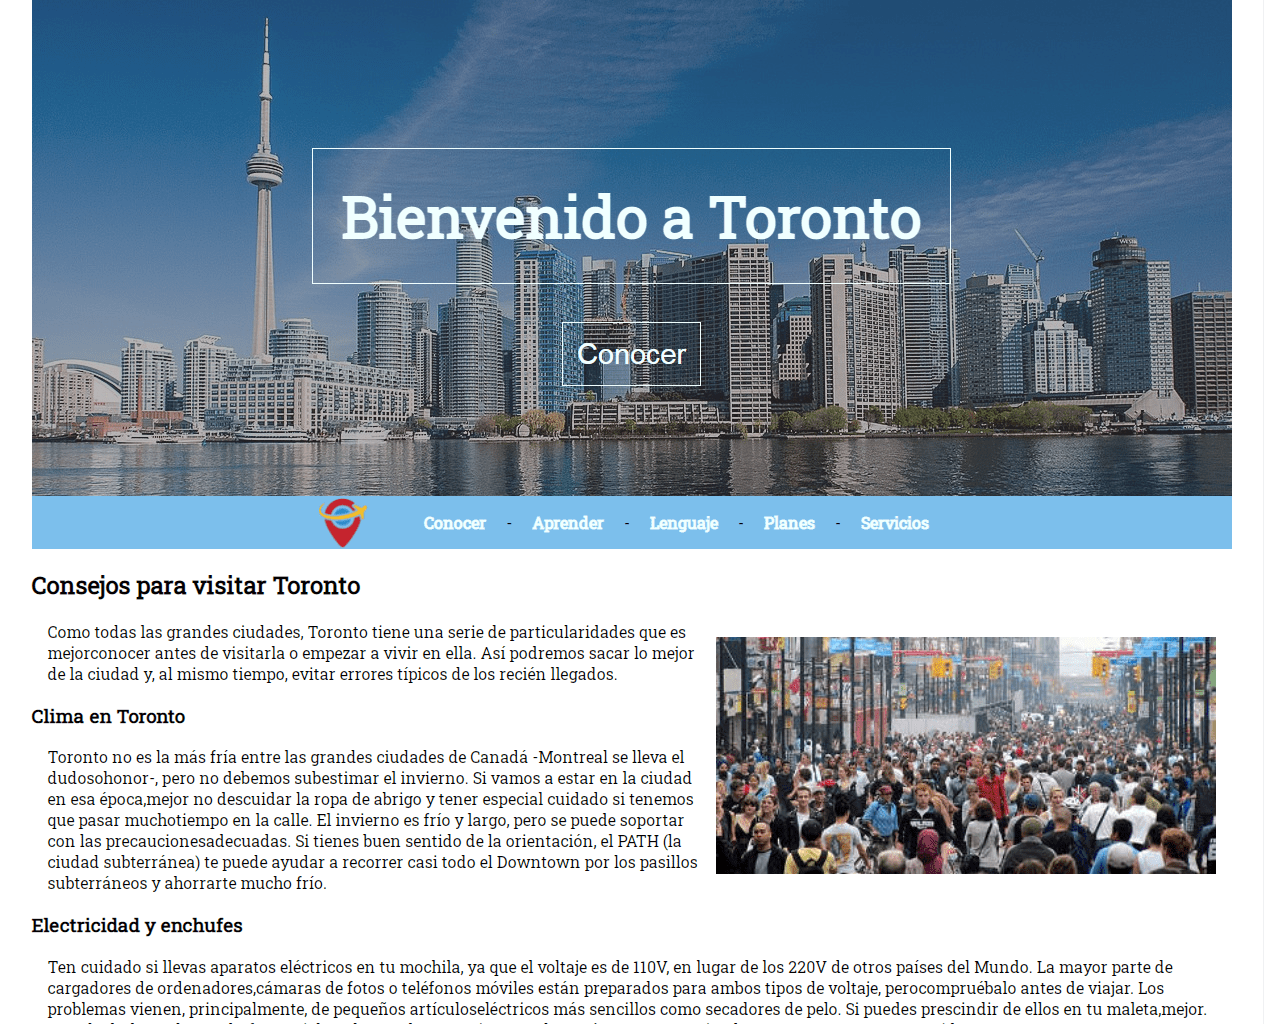 Bienvenido a Toronto
Conocer
Conocer - Aprender - Lenguaje - Planes - Servicios
Consejos para visitar Toronto
Como todas las grandes ciudades, Toronto tiene una serie de particularidades que es
mejorconocer antes de visitarla o empezar a vivir en ella. Así podremos sacar lo mejor
de la ciudad y, al mismo tiempo, evitar errores típicos de los recién llegados.
Clima en Toronto
Toronto no es la más fría entre las grandes ciudades de Canadá -Montreal se lleva el
dudosohonor-, pero no debemos subestimar el invierno. Si vamos a estar en la ciudad
en esa época,mejor no descuidar la ropa de abrigo y tener especial cuidado si tenemos
que pasar muchotiempo en la calle. El invierno es frío y largo, pero se puede soportar
con las precaucionesadecuadas. Si tienes buen sentido de la orientación, el PATH (la
ciudad subterránea) te puede ayudar a recorrer casi todo el Downtown por los pasillos
subterráneos y ahorrarte mucho frío.
Electricidad y enchufes
Ten cuidado si llevas aparatos eléctricos en tu mochila, ya que el voltaje es de 110V, en lugar de los 220V de otros países del Mundo. La mayor parte de
cargadores de ordenadores,cámaras de fotos o teléfonos móviles están preparados para ambos tipos de voltaje, perocompruébalo antes de viajar. Los
problemas vienen, principalmente, de pequeños artículoseléctricos más sencillos como secadores de pelo. Si puedes prescindir de ellos en tu maleta,mejor.